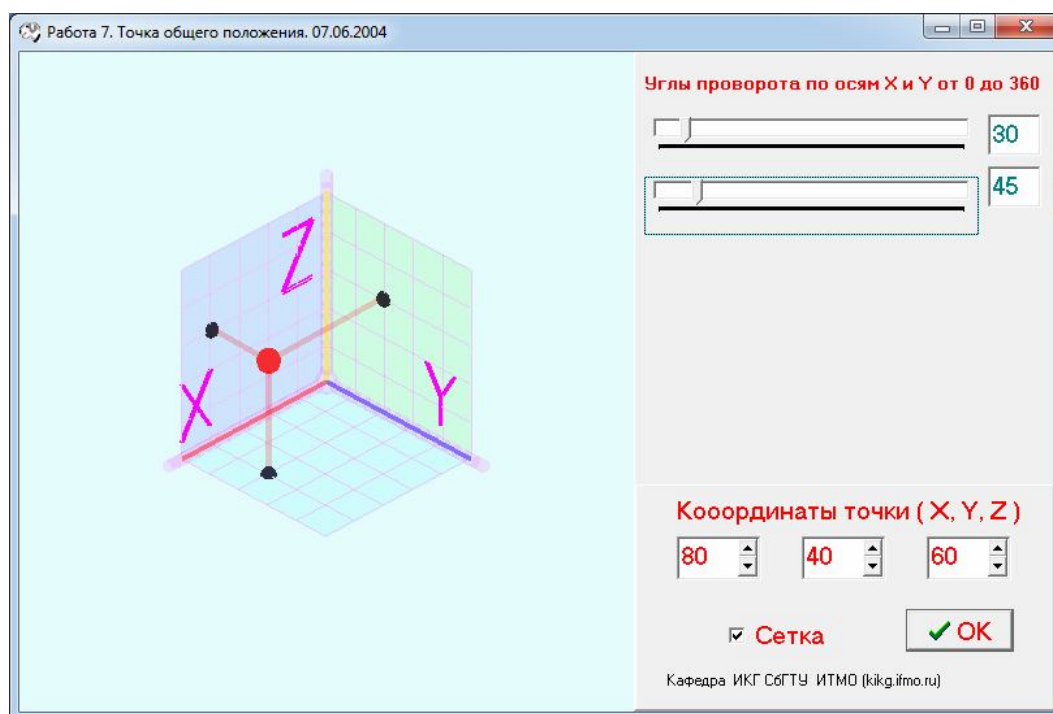 Работа 7. Точка общего положения. 07.06.2004
Углы проворота по осям X и Y от 0 до 360
30
45
Z
X
Y
Кооординаты точки ( X, Y, Z )
80 40 60
Сетка
OK
Кафедра ИКГ СбГТУ ИТМО (kikg.ifmo.ru)